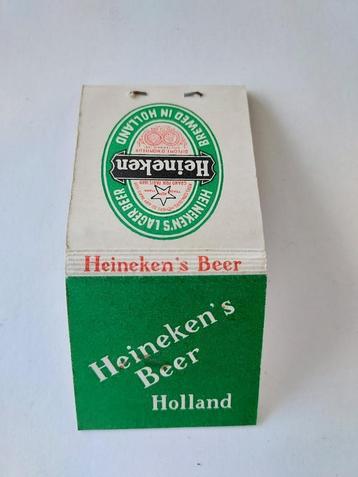 HEINEKEN'S LAGER BEER
BREWED IN HOLLAND
Heineken
Heineken's Beer
Heineken's
Beer
Holland